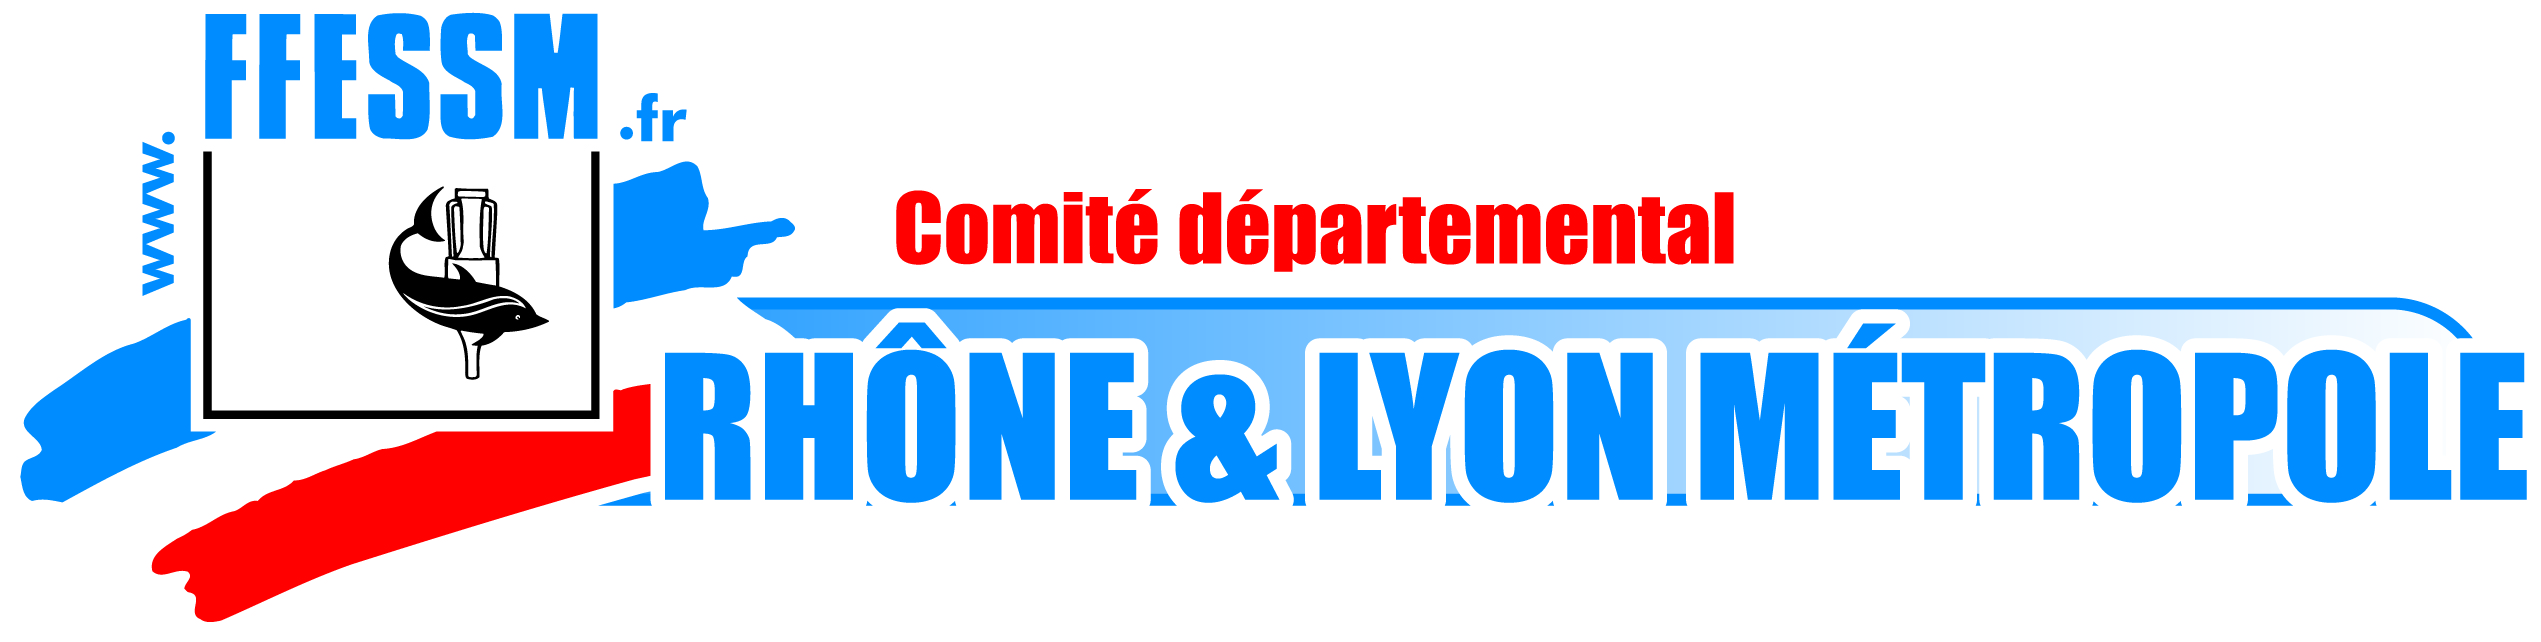 www.FFESSM.fr
Comité départemental
RHÔNE & LYON MÉTROPOLE